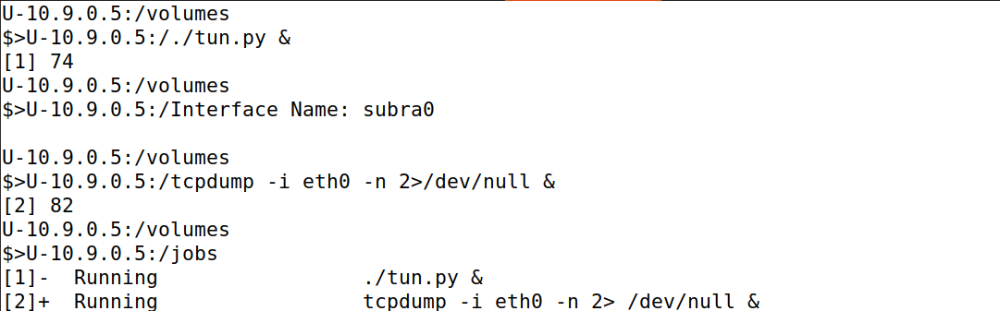 U-10.9.0.5:/volumes
$>U-10.9.0.5:/./tun.py &
[1] 74
U-10.9.0.5:/volumes
$>U-10.9.0.5:/Interface Name: subra0
U-10.9.0.5:/volumes
$>U-10.9.0.5:/tcpdump -i eth0 -n 2>/dev/null &
[2] 82
U-10.9.0.5:/volumes
$>U-10.9.0.5:/jobs
[1]-  Running                 ./tun.py &
[2]+  Running                 tcpdump -i eth0 -n 2> /dev/null &